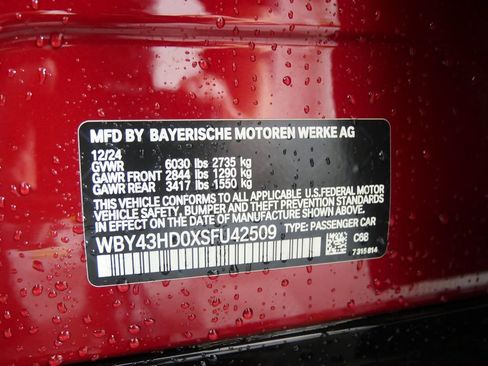 MFD BY BAYERISCHE MOTOREN WERKE AG
12/24
GVWR 6030 lbs 2735 kg
GAWR FRONT 2844 lbs 1290 kg
GAWR REAR 3417 lbs 1550 kg
THIS VEHICLE CONFORMS TO ALL APPLICABLE U.S.FEDERAL MOTOR
VEHICLE SAFETY, BUMPER AND THEFT PREVENTION STANDARDS IN
EFFECT ON THE DATE OF MANUFACTURE SHOWN ABOVE.
WBY43HD0XSFU42509 TYPE: PASSENGER CAR
C6B
7315814